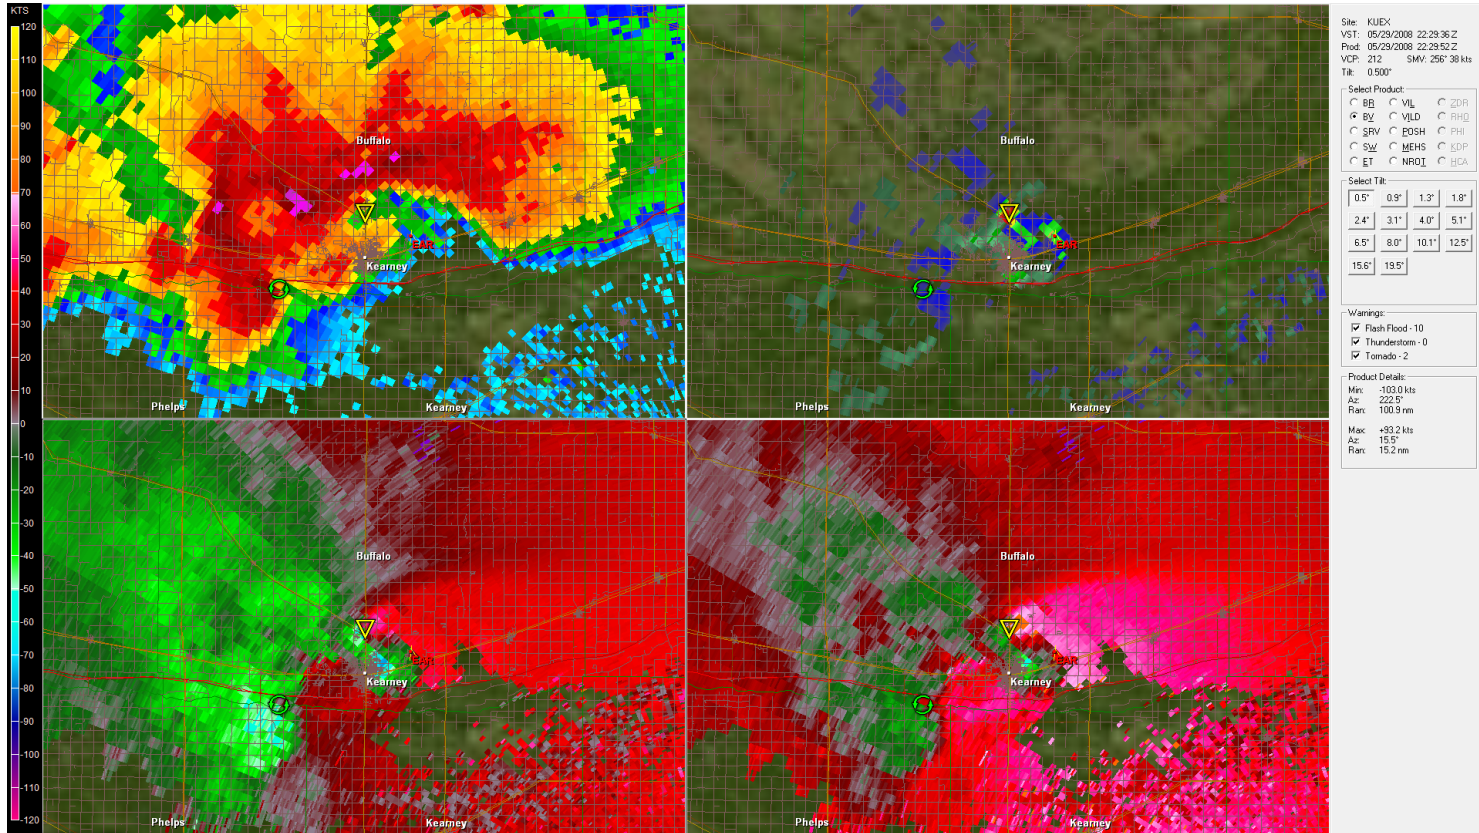 KTS
120
110
100
90
80
70
60
50
40
30
20
10
0
-10
-20
-30
-40
-50
-60
-70
-80
-90
-100
-110
-120
Buffalo
EAR
Kearney
Phelps
Kearney
Buffalo
EAR
Kearney
Phelps
Kearney
Buffalo
EAR
Kearney
Phelps
Kearney
Buffalo
EAR
Kearney
Phelps
Kearney
Site: KUEX
VST: 05/29/2008 22:29:36 Z
Prod: 05/29/2008 22:29:52 Z
VCP: 212 SMV: 256° 38 kts
Tilt: 0.500°
Select Product:
BR VIL ZDR
BV VILD RHO
SRV POSH PHI
SW MEHS KDP
ET NROT HCA
Select Tilt:
0.5° 0.9° 1.3° 1.8°
2.4° 3.1° 4.0° 5.1°
6.5° 8.0° 10.1° 12.5°
15.6° 19.5°
Warnings:
Flash Flood - 10
Thunderstorm - 0
Tornado - 2
Product Details:
Min: -103.0 kts
Az: 222.5°
Ran: 100.9 nm
Max: +93.2 kts
Az: 15.5°
Ran: 15.2 nm